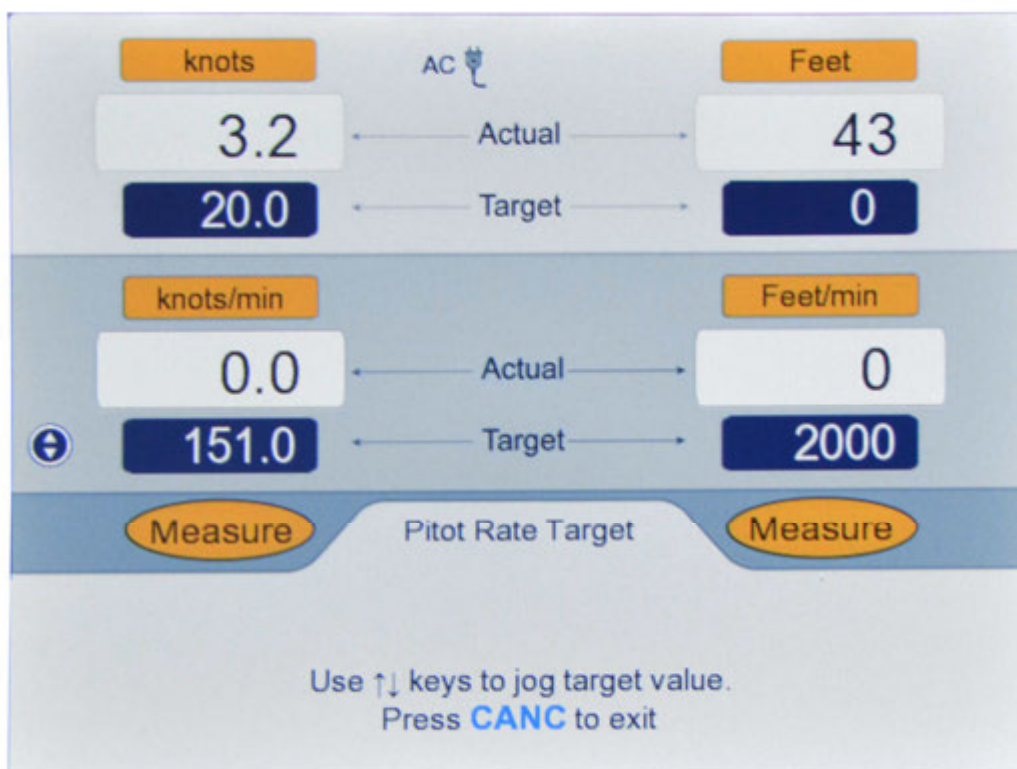 knots AC Feet
3.2 Actual 43
20.0 Target 0
knots/min Feet/min
0.0 Actual 0
151.0 Target 2000
Measure Pitot Rate Target Measure
Use ↑↓ keys to jog target value.
Press CANC to exit